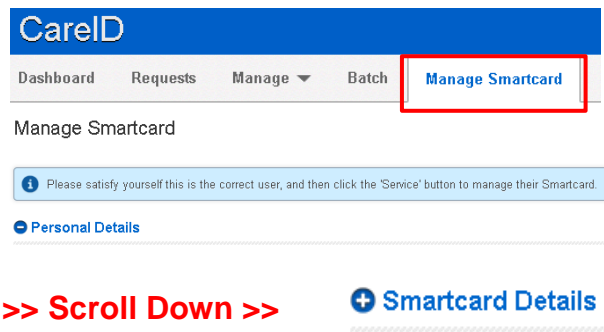 CareID
Dashboard Requests Manage Batch Manage Smartcard
Manage Smartcard
Please satisfy yourself this is the correct user, and then click the 'Service' button to manage their Smartcard.
Personal Details
>> Scroll Down >>
Smartcard Details